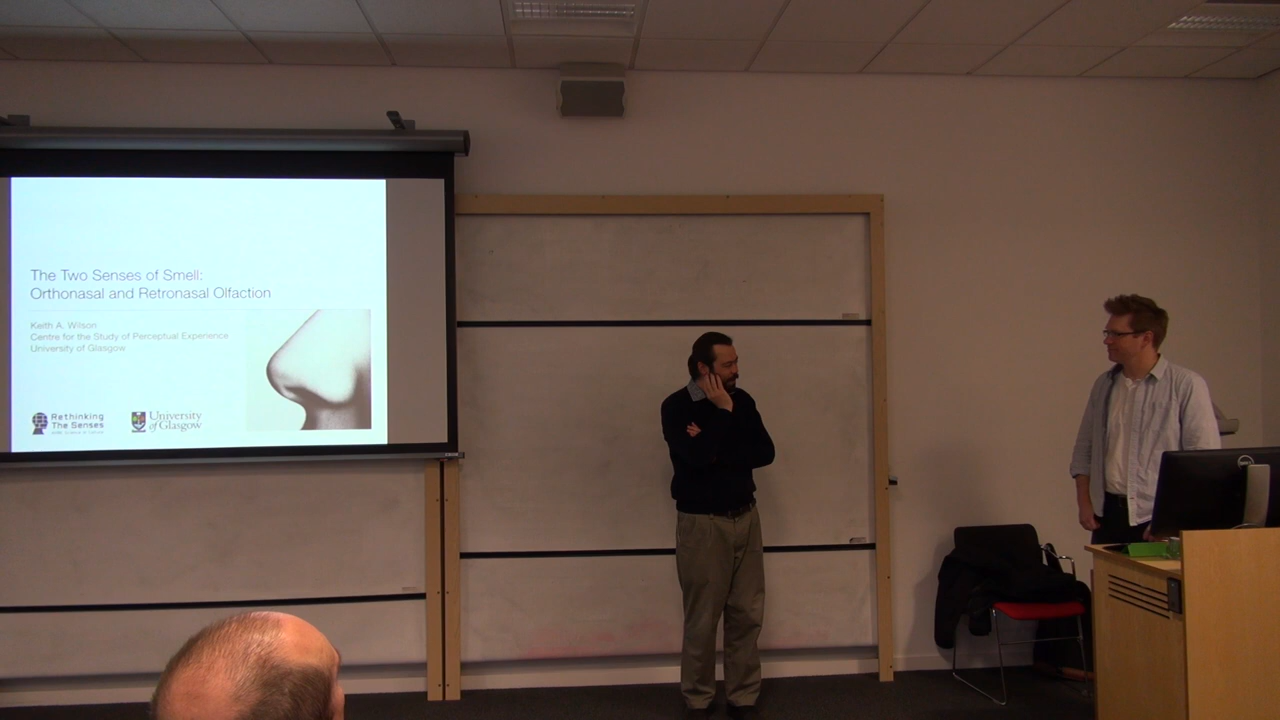 The Two Senses of Smell:
Orthonasal and Retronasal Olfaction
Keith A. Wilson
Centre for the Study of Perceptual Experience
University of Glasgow
Rethinking
The Senses
University
of Glasgow
DELL